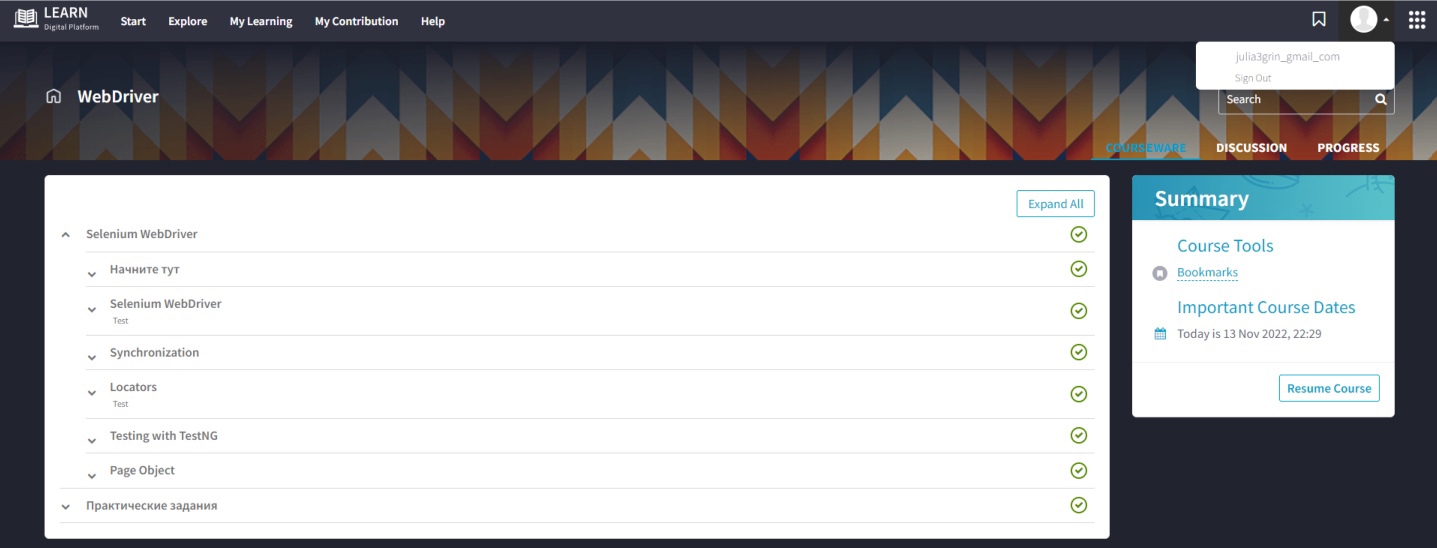 LEARN
Digital Platform
Start
Explore
My Learning
My Contribution
Help
julia3grin_gmail_com
Sign Out
WebDriver
Search
COURSEWARE
DISCUSSION
PROGRESS
Expand All
Selenium WebDriver
Начните тут
Selenium WebDriver
Test
Synchronization
Locators
Test
Testing with TestNG
Page Object
Практические задания
Summary
Course Tools
Bookmarks
Important Course Dates
Today is 13 Nov 2022, 22:29
Resume Course